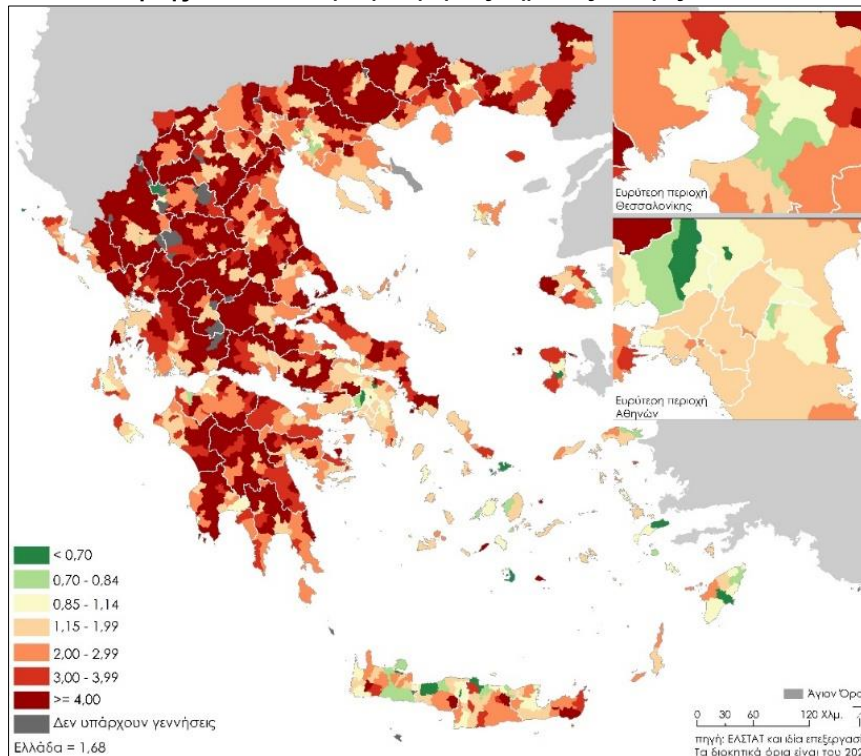 Ευρύτερη περιοχή
Θεσσαλονίκης
Ευρύτερη περιοχή
Αθηνών
< 0,70
0,70 - 0,84
0,85 - 1,14
1,15 - 1,99
2,00 - 2,99
3,00 - 3,99
>= 4,00
Δεν υπάρχουν γεννήσεις
Ελλάδα = 1,68
Άγιον Όρο
0 30 60 120 Χλμ.
πηγή: ΕΛΣΤΑΤ και ιδία επεξεργασί
Τα διοικητικά όρια είναι του 202